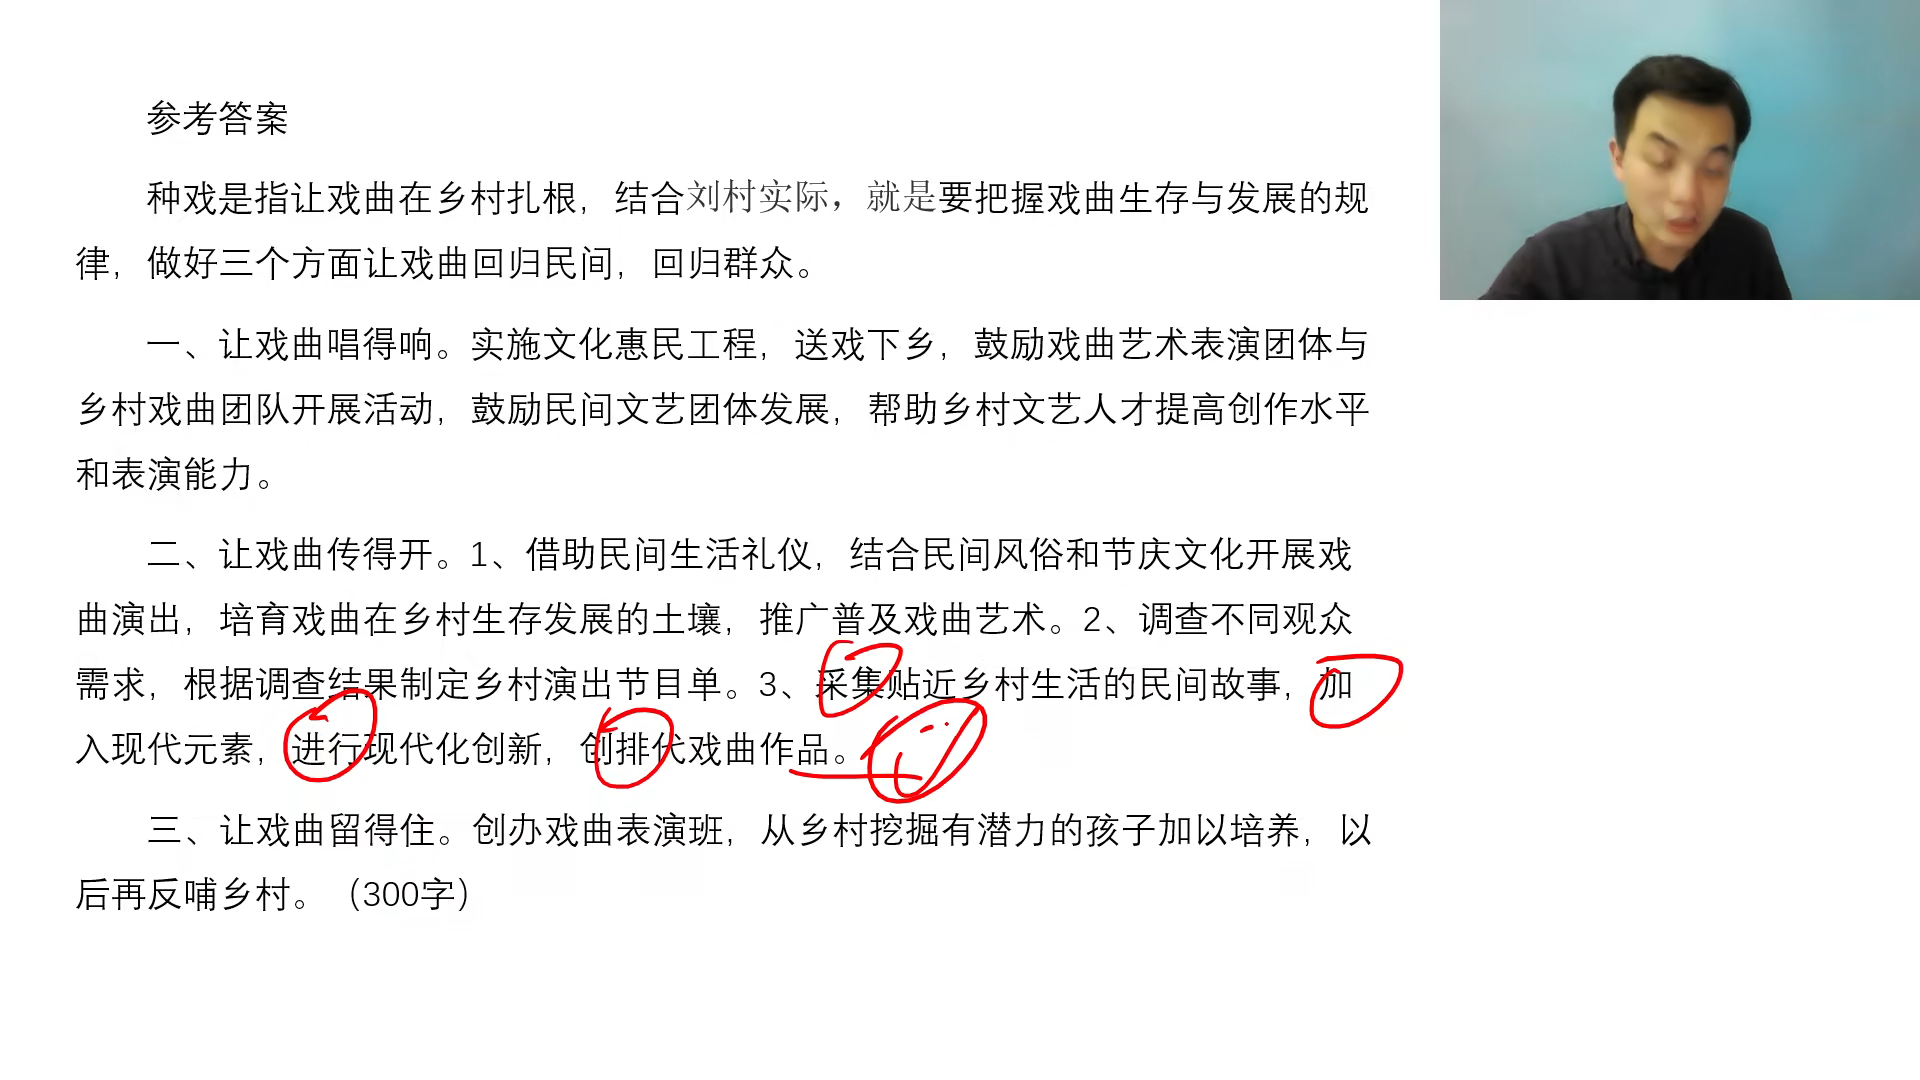 参考答案
种戏是指让戏曲在乡村扎根，结合刘村实际，就是要把握戏曲生存与发展的规
律，做好三个方面让戏曲回归民间，回归群众。
一、让戏曲唱得响。实施文化惠民工程，送戏下乡，鼓励戏曲艺术表演团体与
乡村戏曲团队开展活动，鼓励民间文艺团体发展，帮助乡村文艺人才提高创作水平
和表演能力。
二、让戏曲传得开。1、借助民间生活礼仪，结合民间风俗和节庆文化开展戏
曲演出，培育戏曲在乡村生存发展的土壤，推广普及戏曲艺术。2、调查不同观众
需求，根据调查结果制定乡村演出节目单。3、采集贴近乡村生活的民间故事，加
入现代元素，进行现代化创新，创排代戏曲作品。
三、让戏曲留得住。创办戏曲表演班，从乡村挖掘有潜力的孩子加以培养，以
后再反哺乡村。（300字）